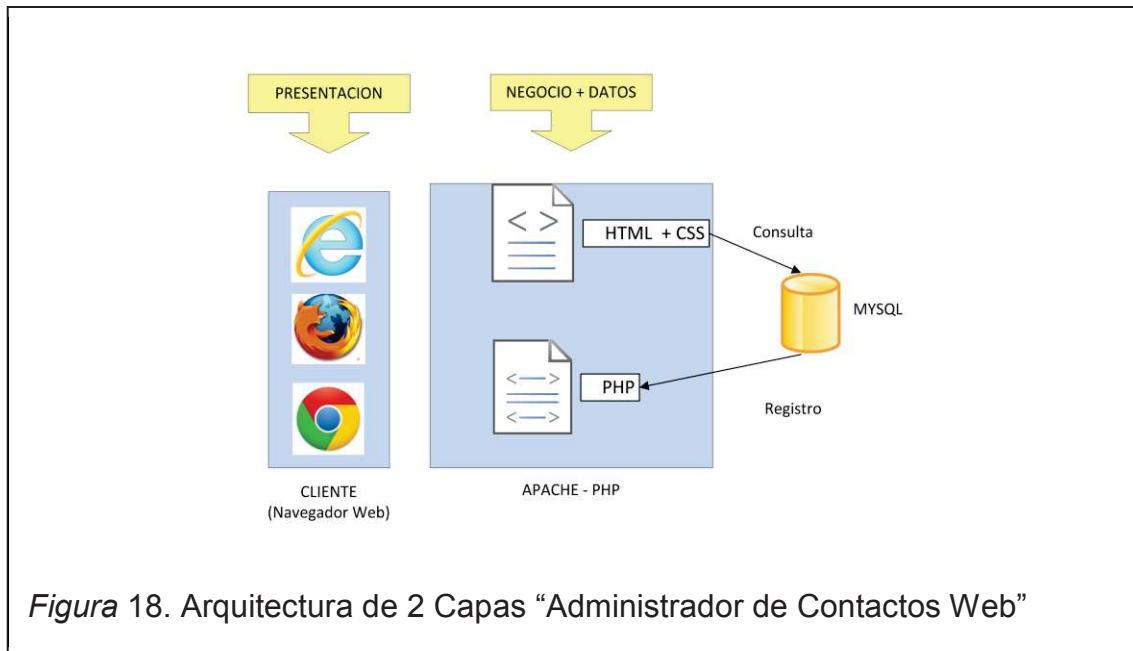 PRESENTACION
NEGOCIO + DATOS
< >
HTML + CSS
Consulta
MYSQL
<—>
PHP
<—>
Registro
CLIENTE
(Navegador Web)
APACHE - PHP
Figura 18. Arquitectura de 2 Capas “Administrador de Contactos Web”